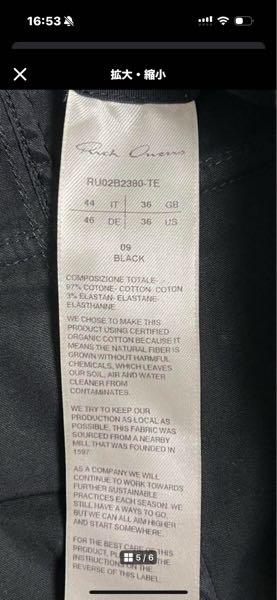 16:53
拡大・縮小
Rick Owens
RU02B2380-TE
44 IT 36 GB
46 DE 36 US
09
BLACK
COMPOSIZIONE TOTALE-
97% COTONE- COTTON- COTON
3% ELASTAN- ELASTANE-
ELASTHANNE
WE CHOSE TO MAKE THIS
PRODUCT USING CERTIFIED
ORGANIC COTTON BECAUSE IT
MEANS THE NATURAL FIBER IS
GROWN WITHOUT HARMFUL
CHEMICALS, WHICH LEAVES
OUR SOIL, AIR AND WATER
CLEANER FROM
CONTAMINATES.
WE TRY TO KEEP OUR
PRODUCTION AS LOCAL AS
POSSIBLE, THIS FABRIC WAS
SOURCED FROM A NEARBY
MILL THAT WAS FOUNDED IN
1597
AS A COMPANY WE WILL
CONTINUE TO WORK TOWARDS
FURTHER SUSTAINABLE
PRACTICES EACH SEASON. WE
STILL HAVE A WAYS TO GO,
BUT WE CAN ALL AIM HIGHER
AND START SOMEWHERE.
FOR THE BEST CARE OF THIS
PRODUCT, THE
INSTRUCTIONS ON THE
REVERSE OF THIS LABEL.
5/6